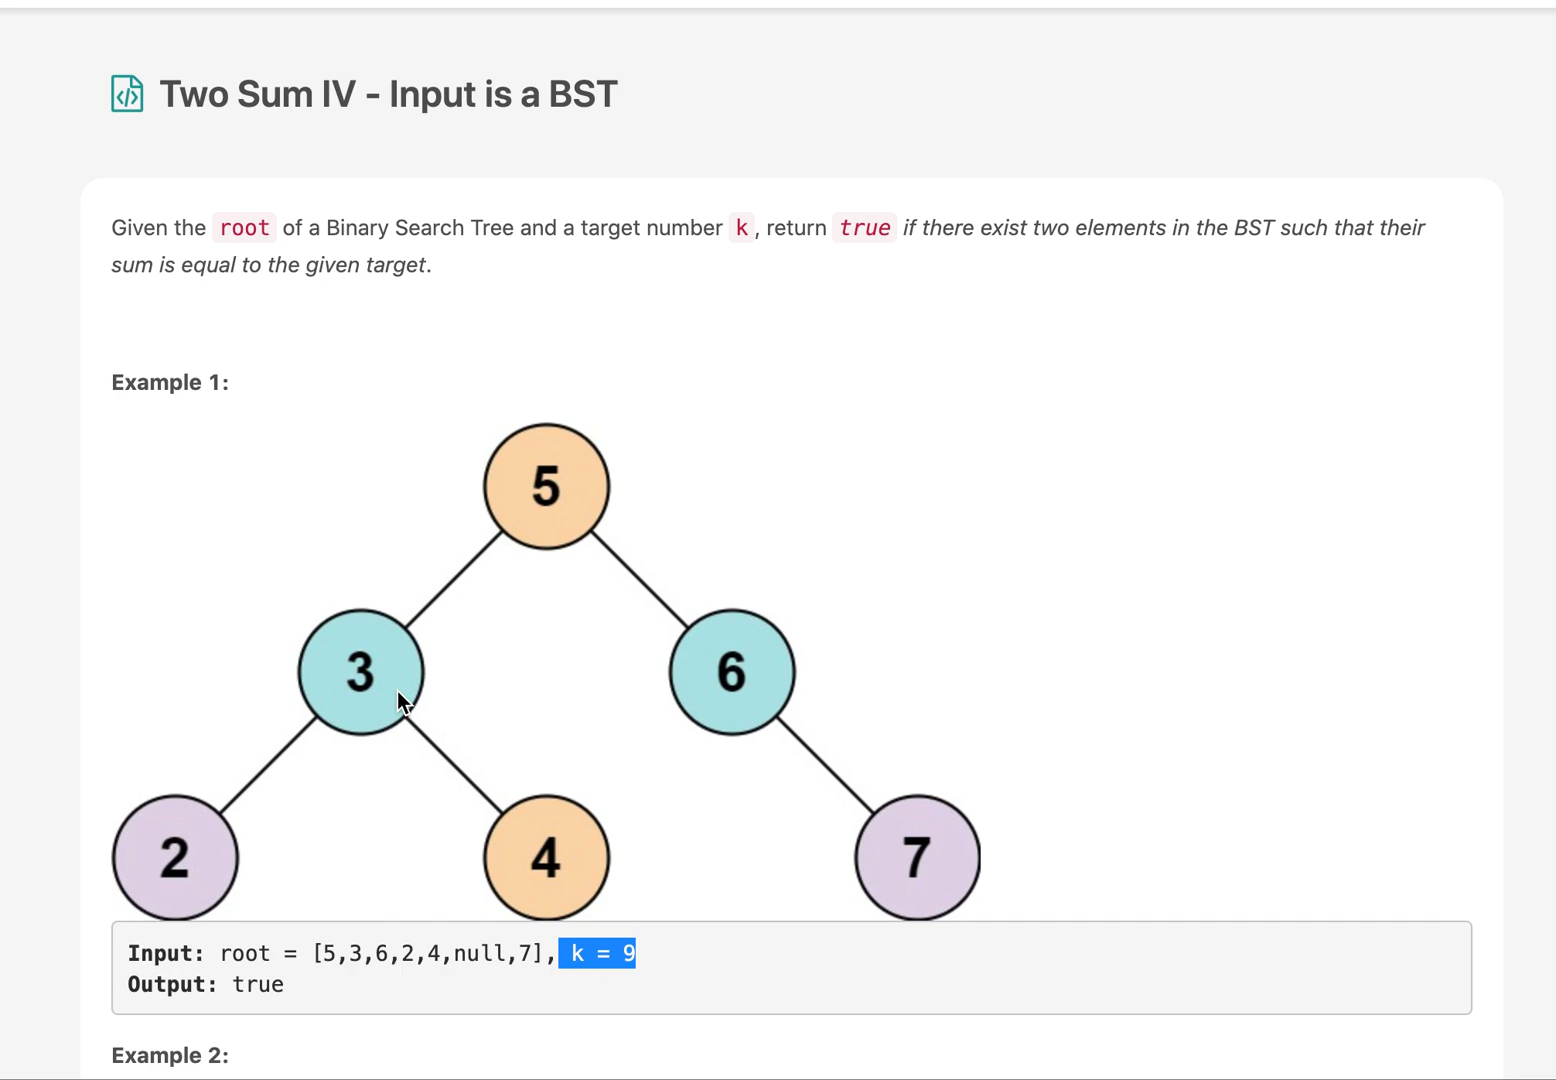 Two Sum IV - Input is a BST
Given the root of a Binary Search Tree and a target number k, return true if there exist two elements in the BST such that their
sum is equal to the given target.
Example 1:
5
3 6
2 4 7
Input: root = [5,3,6,2,4,null,7], k = 9
Output: true
Example 2: